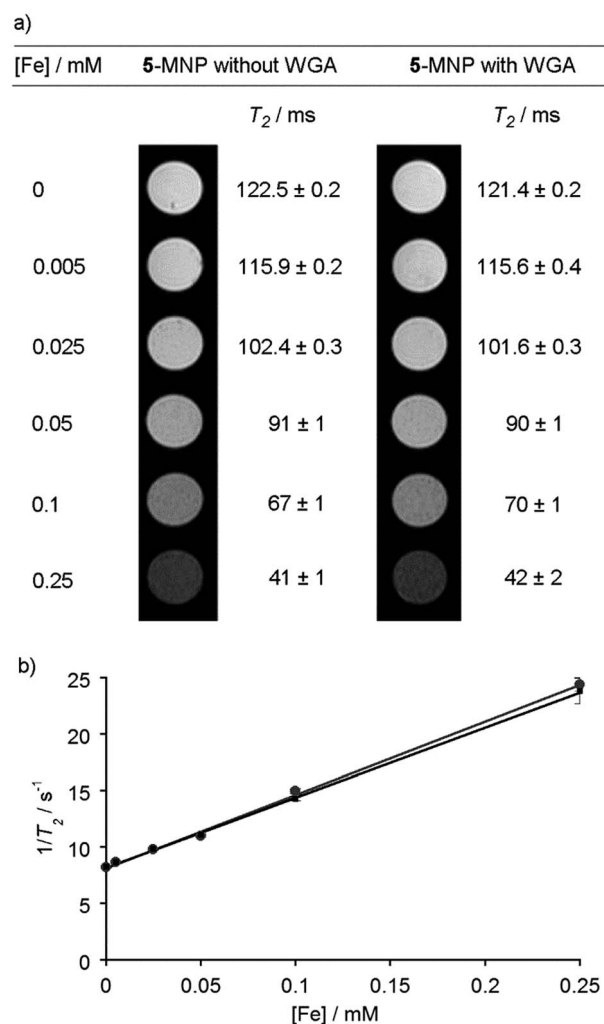 a)
[Fe] / mM 5-MNP without WGA 5-MNP with WGA
T2 / ms T2 / ms
0 122.5 ± 0.2 121.4 ± 0.2
0.005 115.9 ± 0.2 115.6 ± 0.4
0.025 102.4 ± 0.3 101.6 ± 0.3
0.05 91 ± 1 90 ± 1
0.1 67 ± 1 70 ± 1
0.25 41 ± 1 42 ± 2
b)
25
20
15
10
5
0
1/T2 / s-1
0 0.05 0.1 0.15 0.2 0.25
[Fe] / mM